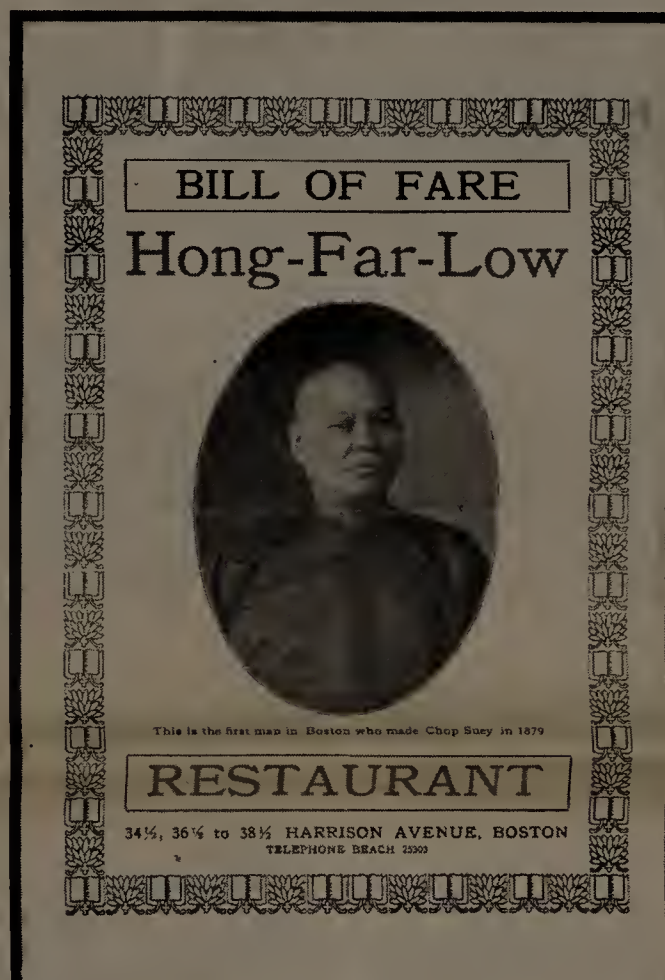 BILL OF FARE
Hong-Far-Low
This is the first man in Boston who made Chop Suey in 1879
RESTAURANT
34½, 36½ to 38½ HARRISON AVENUE, BOSTON
TELEPHONE BEACH